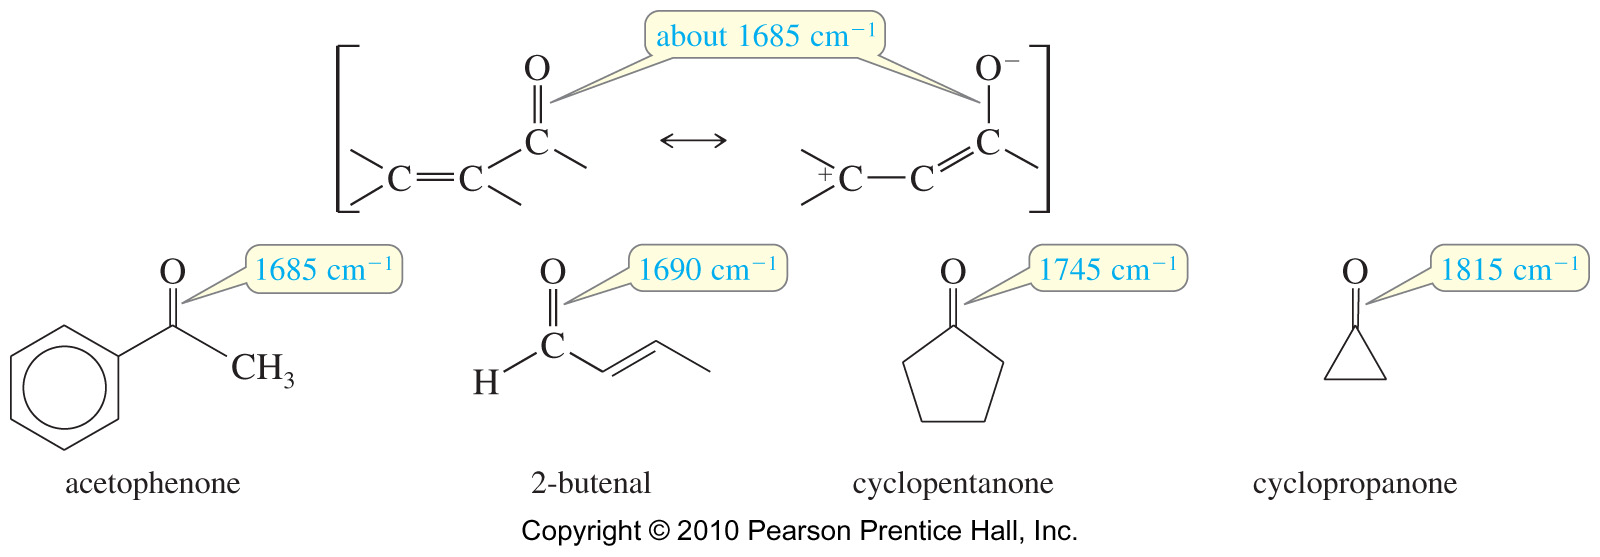 about 1685 cm⁻¹
O O⁻
C C
C C ⁺C C
O 1685 cm⁻¹ O 1690 cm⁻¹ O 1745 cm⁻¹ O 1815 cm⁻¹
C
CH₃ H
acetophenone 2-butenal cyclopentanone cyclopropanone
Copyright © 2010 Pearson Prentice Hall, Inc.